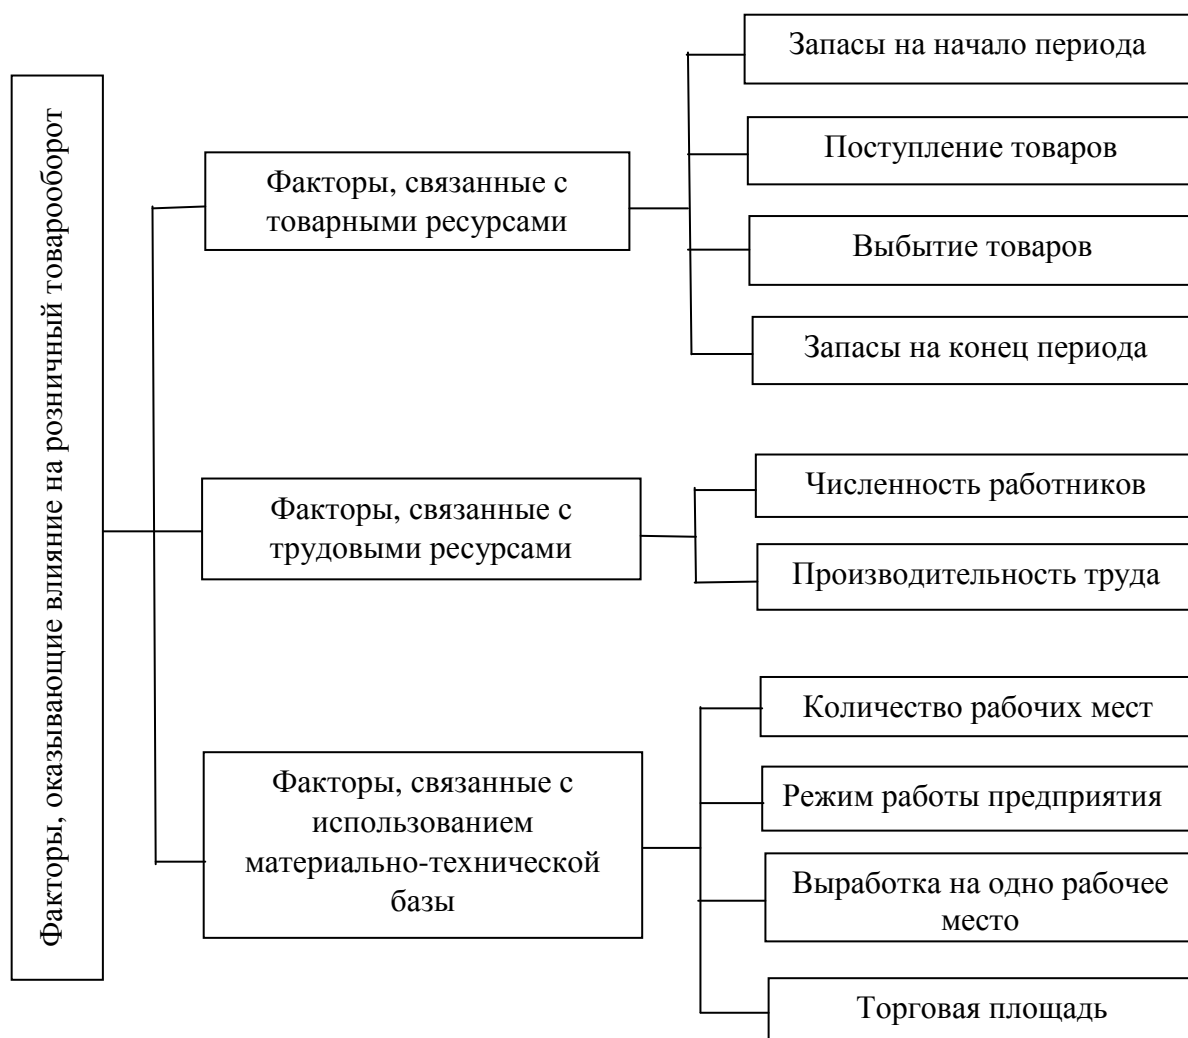 Факторы, оказывающие влияние на розничный товарооборот
Факторы, связанные с
товарными ресурсами
Запасы на начало периода
Поступление товаров
Выбытие товаров
Запасы на конец периода
Факторы, связанные с
трудовыми ресурсами
Численность работников
Производительность труда
Факторы, связанные с
использованием
материально-технической
базы
Количество рабочих мест
Режим работы предприятия
Выработка на одно рабочее
место
Торговая площадь